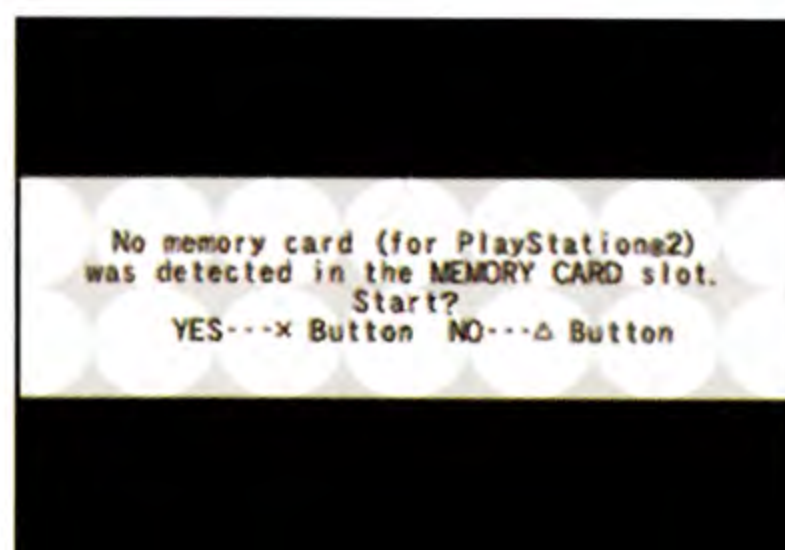 No memory card (for PlayStation®2)
was detected in the MEMORY CARD slot.
Start?
YES---× Button NO---△ Button